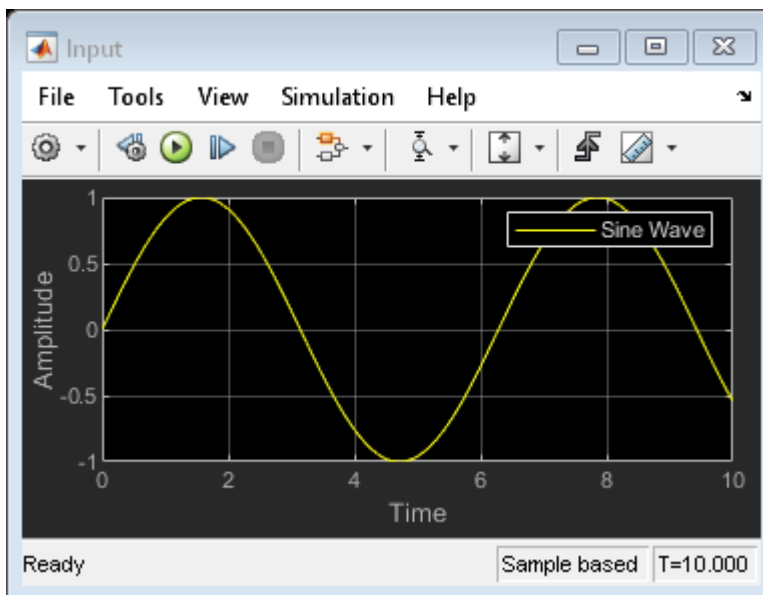 Input
File Tools View Simulation Help
1
Sine Wave
0.5
0
-0.5
-1
Amplitude
0 2 4 6 8 10
Time
Ready Sample based T=10.000